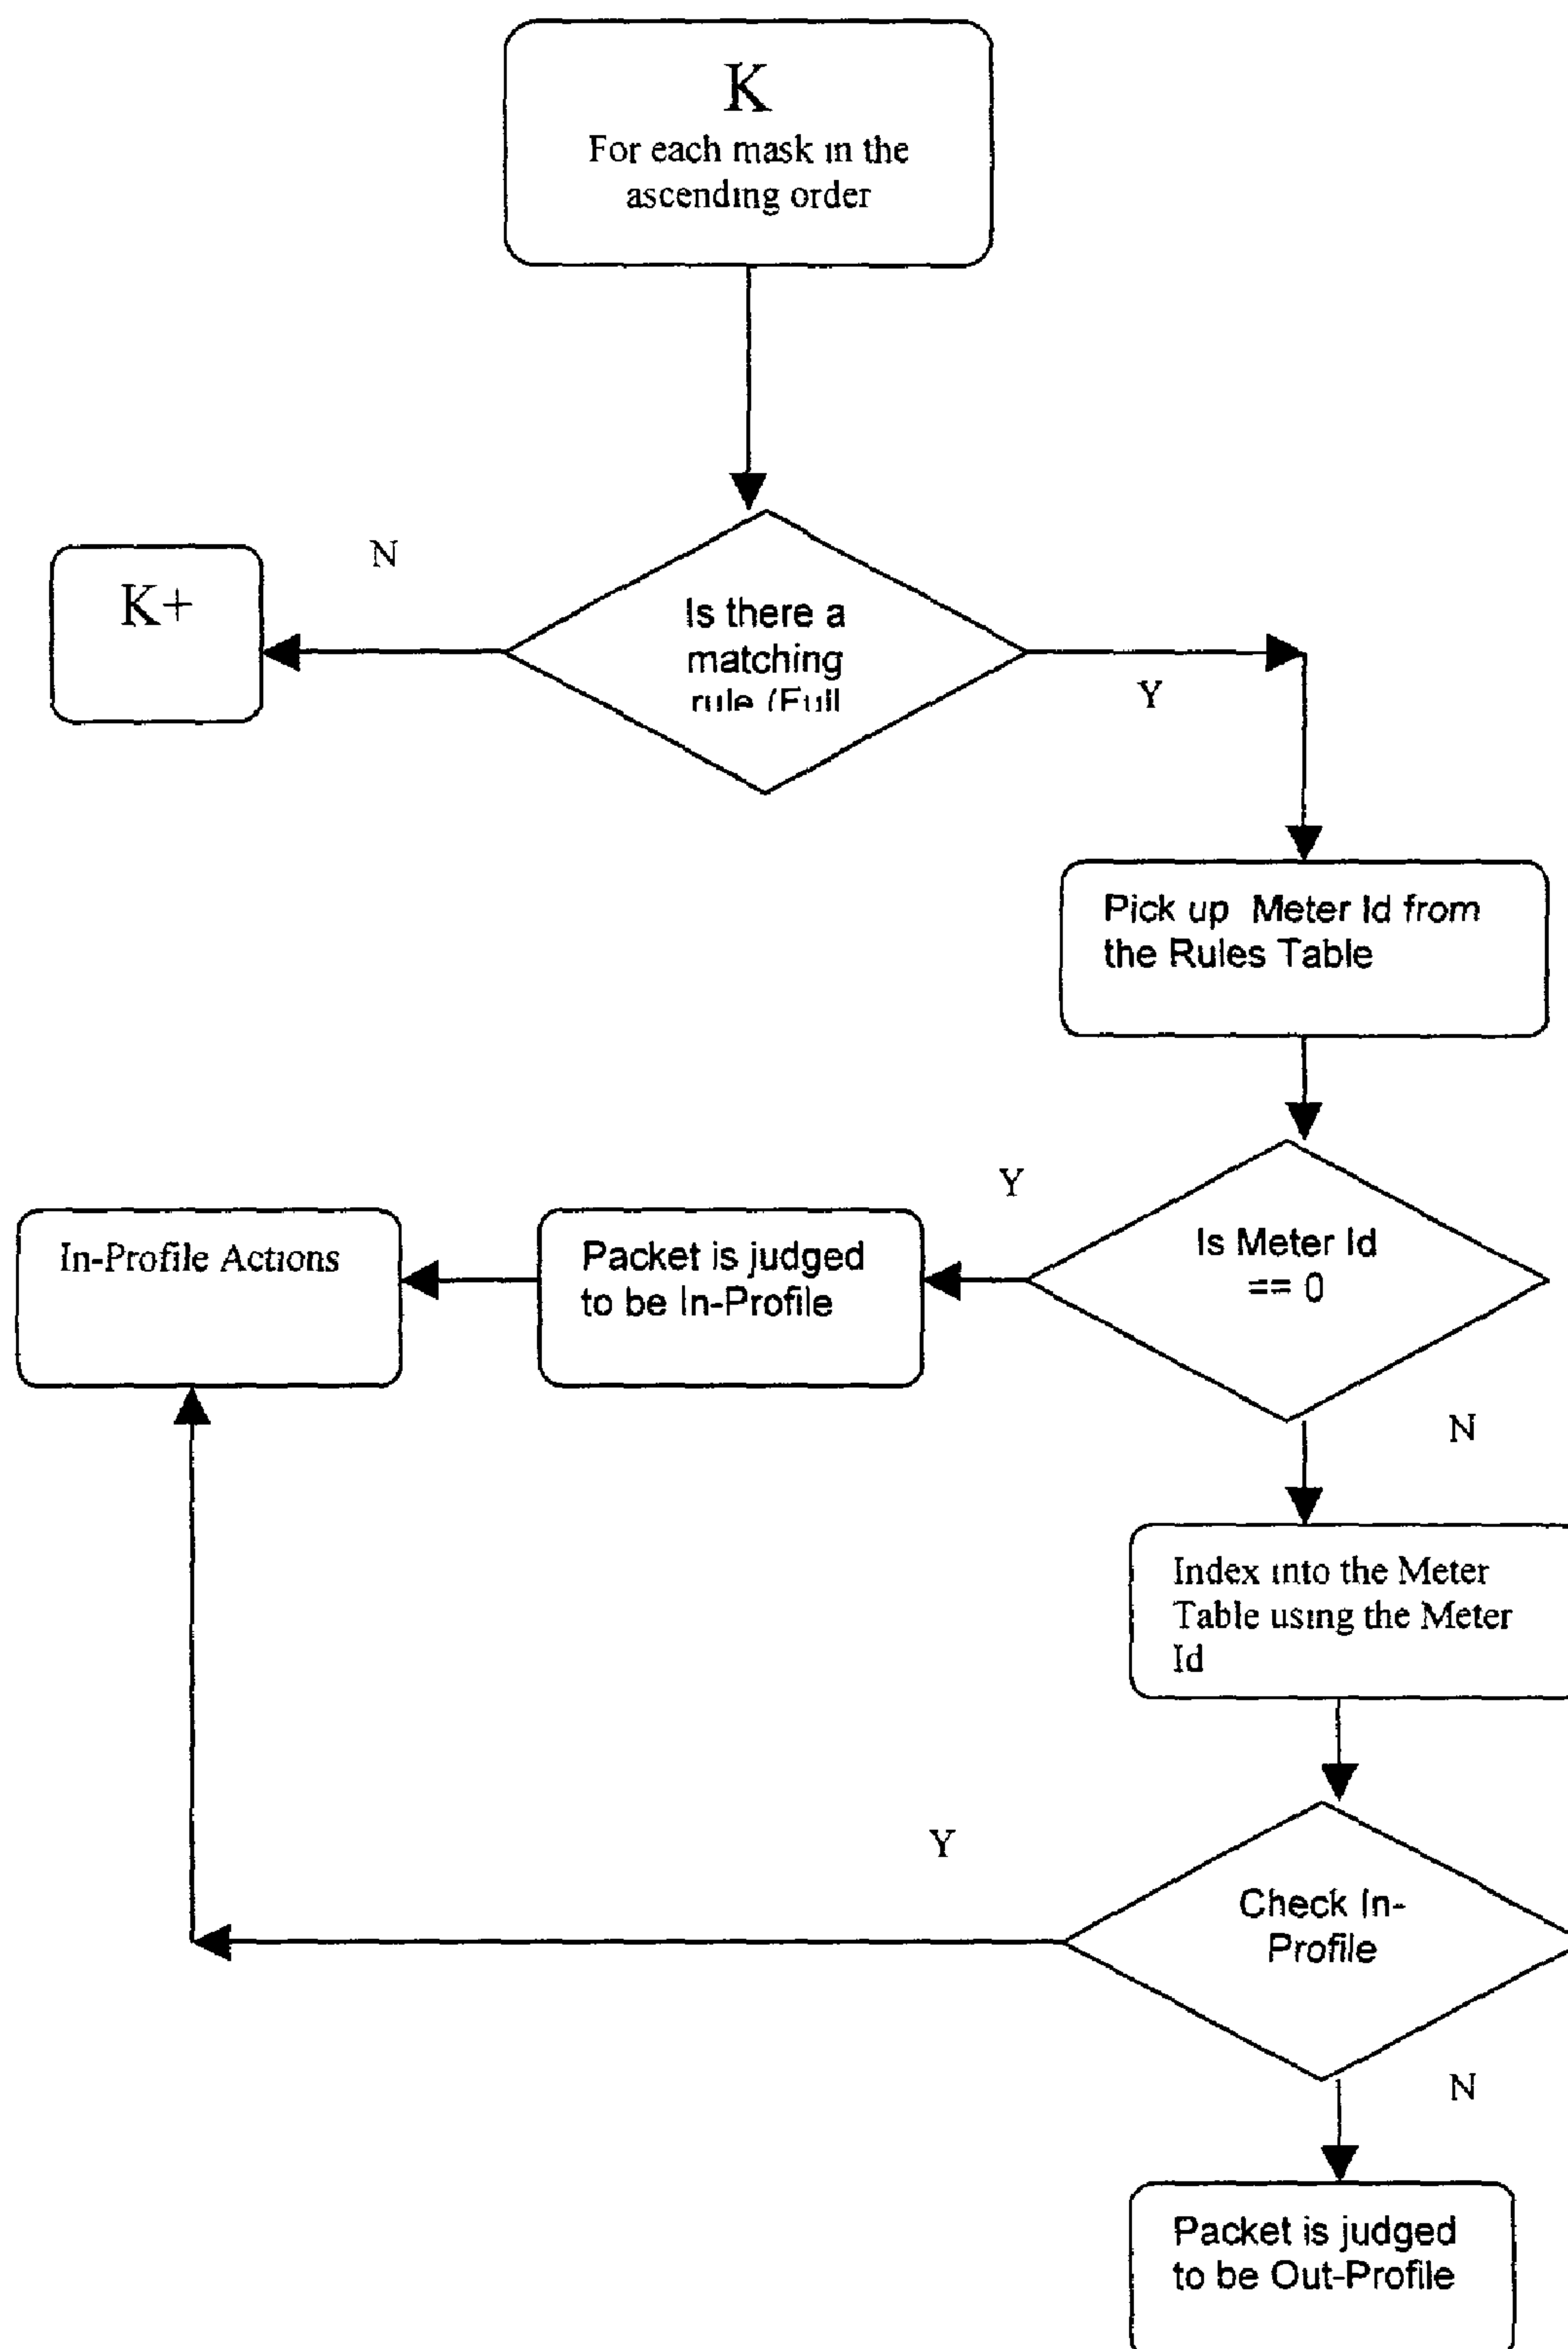 K
For each mask in the
ascending order
N
K+
Is there a
matching
rule (Full
Y
Pick up Meter Id from
the Rules Table
Y
In-Profile Actions
Packet is judged
to be In-Profile
Is Meter Id
== 0
N
Index into the Meter
Table using the Meter
Id
Y
Check In-
Profile
N
Packet is judged
to be Out-Profile